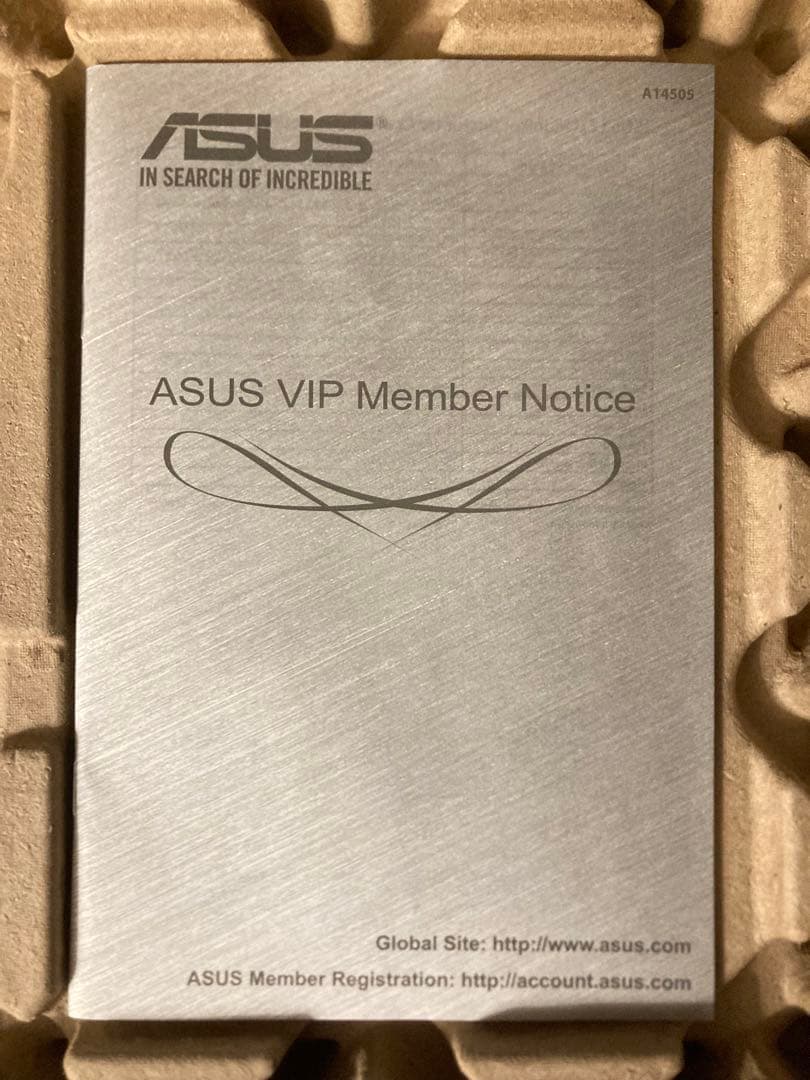 A14505
ASUS
IN SEARCH OF INCREDIBLE
ASUS VIP Member Notice
Global Site: http://www.asus.com
ASUS Member Registration: http://account.asus.com